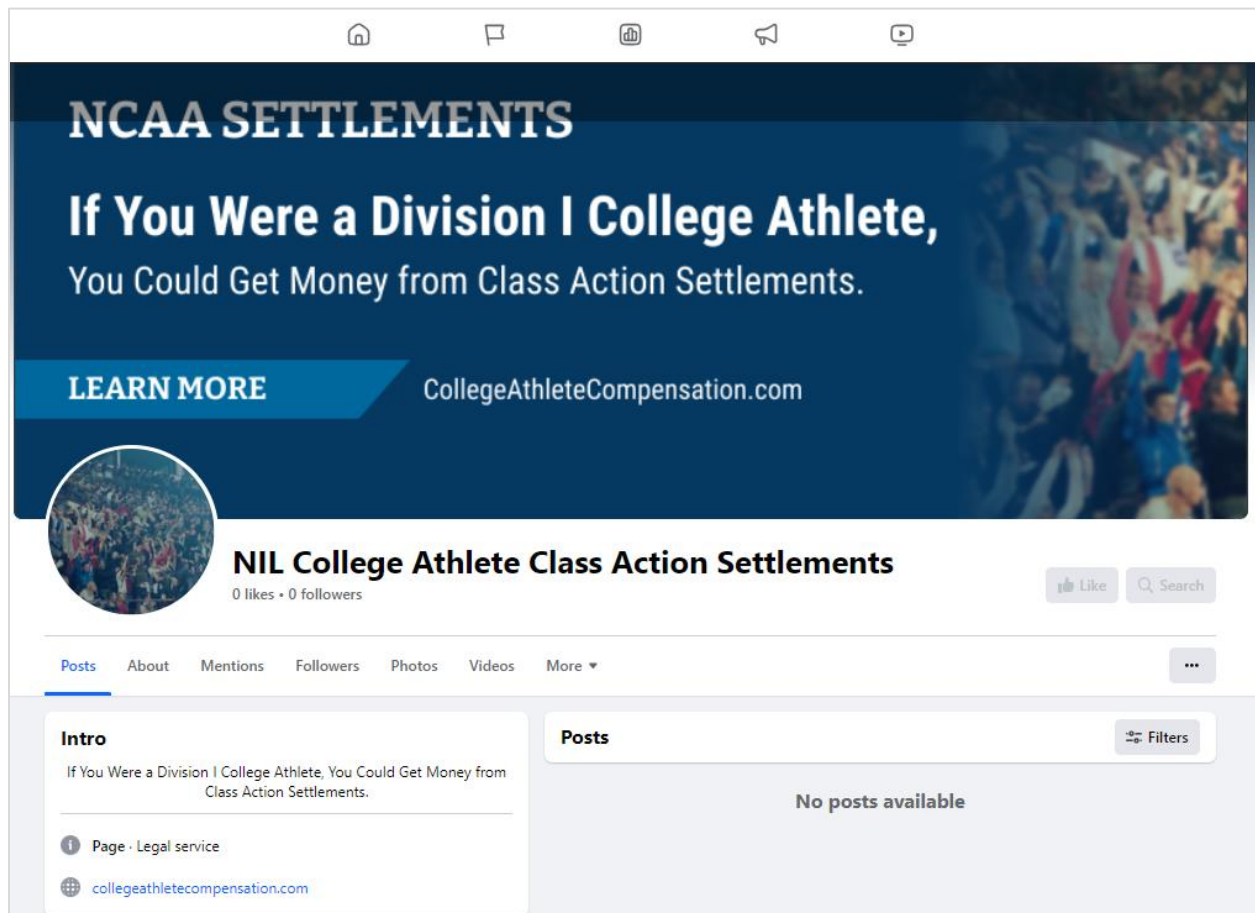 NCAA SETTLEMENTS
If You Were a Division I College Athlete,
You Could Get Money from Class Action Settlements.
LEARN MORE
CollegeAthleteCompensation.com
NIL College Athlete Class Action Settlements
0 likes • 0 followers
Like
Search
Posts
About
Mentions
Followers
Photos
Videos
More
Intro
If You Were a Division I College Athlete, You Could Get Money from
Class Action Settlements.
Page · Legal service
collegeathletecompensation.com
Posts
Filters
No posts available